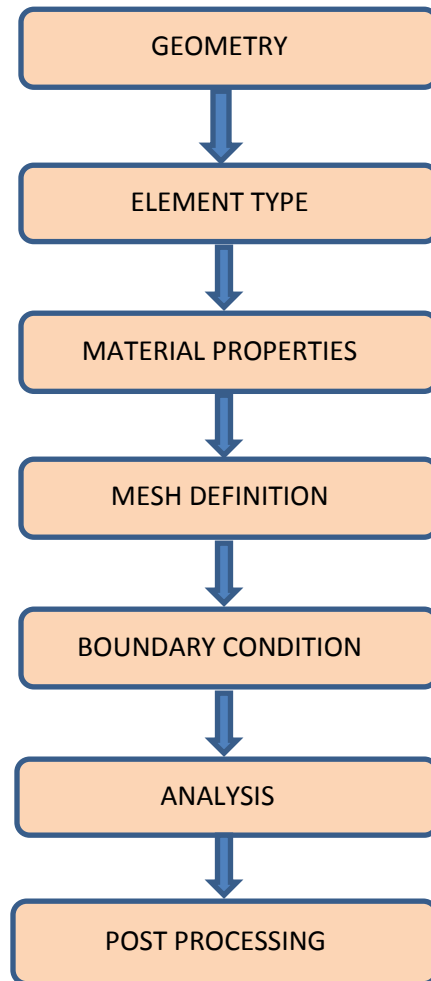 GEOMETRY
ELEMENT TYPE
MATERIAL PROPERTIES
MESH DEFINITION
BOUNDARY CONDITION
ANALYSIS
POST PROCESSING